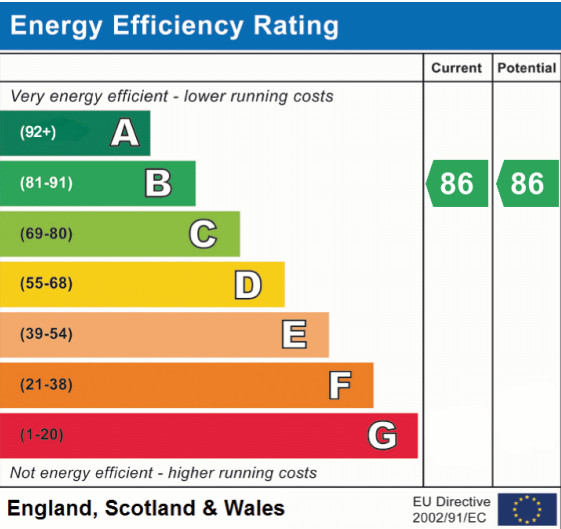 Energy Efficiency Rating
Current Potential
Very energy efficient - lower running costs
(92+) A
(81-91) B 86 86
(69-80) C
(55-68) D
(39-54) E
(21-38) F
(1-20) G
Not energy efficient - higher running costs
England, Scotland & Wales
EU Directive
2002/91/EC